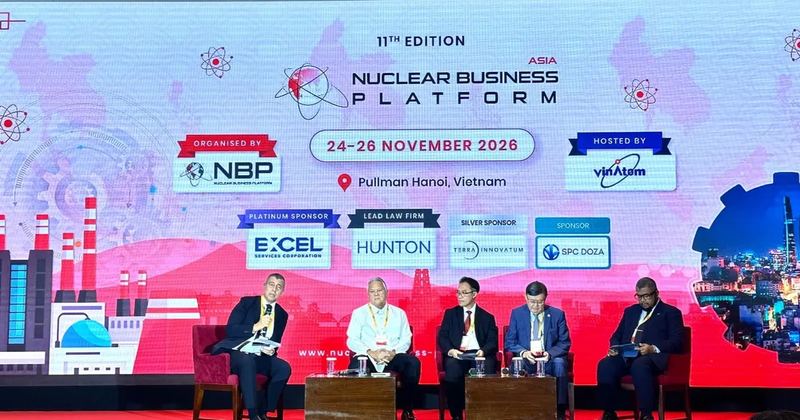 11TH EDITION
ASIA
NUCLEAR BUSINESS
PLATFORM
24-26 NOVEMBER 2026
Pullman Hanoi, Vietnam
ORGANISED BY
NBP
NUCLEAR BUSINESS PLATFORM
HOSTED BY
vinAtom
PLATINUM SPONSOR
EXCEL
SERVICES CORPORATION
LEAD LAW FIRM
HUNTON
SILVER SPONSOR
TERRA INNOVATUM
SPONSOR
SPC DOZA